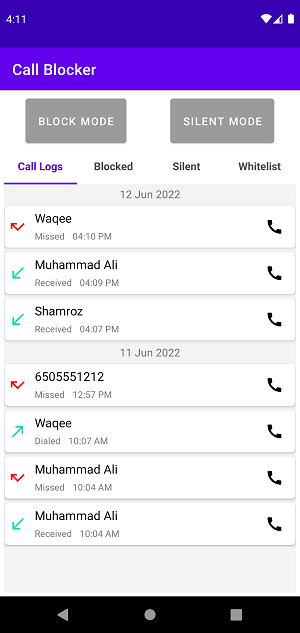 4:11
Call Blocker
BLOCK MODE SILENT MODE
Call Logs Blocked Silent Whitelist
12 Jun 2022
Waqee
Missed 04:10 PM
Muhammad Ali
Received 04:09 PM
Shamroz
Received 04:07 PM
11 Jun 2022
6505551212
Missed 12:57 PM
Waqee
Dialed 10:07 AM
Muhammad Ali
Missed 10:04 AM
Muhammad Ali
Received 10:04 AM